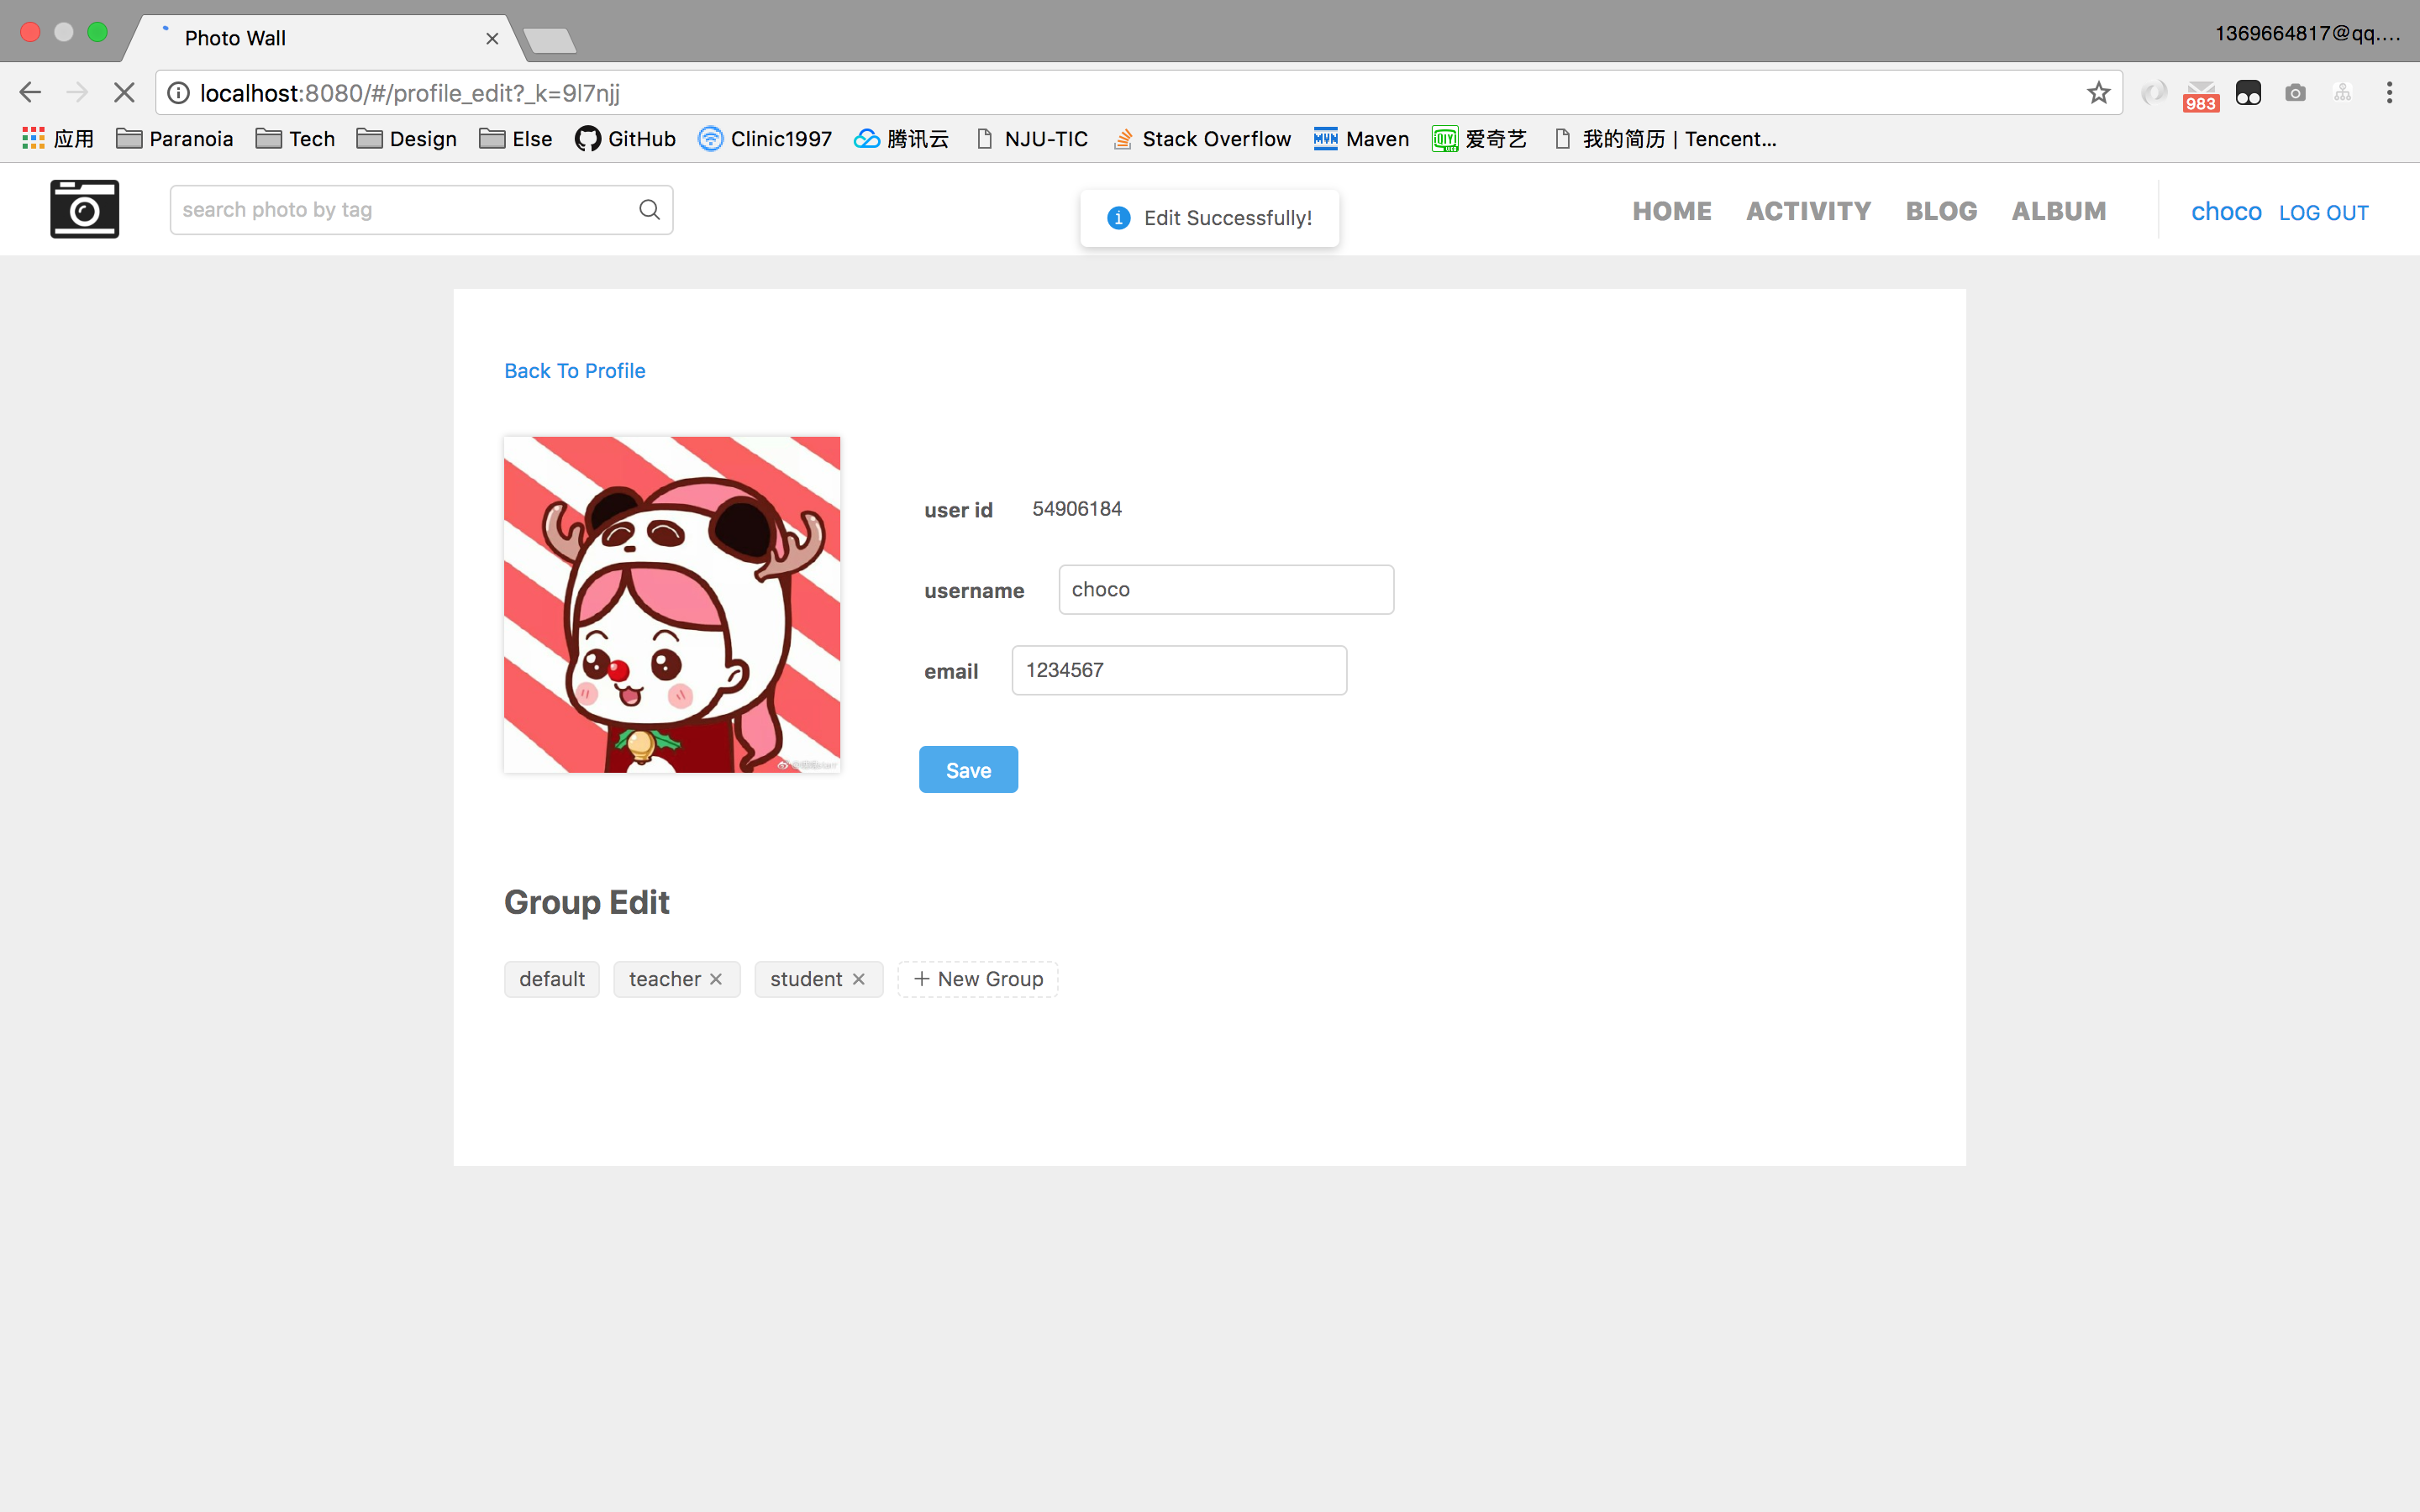 Photo Wall
1369664817@qq....
localhost:8080/#/profile_edit?_k=9l7njj
983
应用 Paranoia Tech Design Else GitHub Clinic1997 腾讯云 NJU-TIC Stack Overflow MVN Maven 爱奇艺 我的简历 | Tencent...
search photo by tag
Edit Successfully!
HOME ACTIVITY BLOG ALBUM choco LOG OUT
Back To Profile
user id 54906184
username choco
email 1234567
Save
Group Edit
default teacher student + New Group